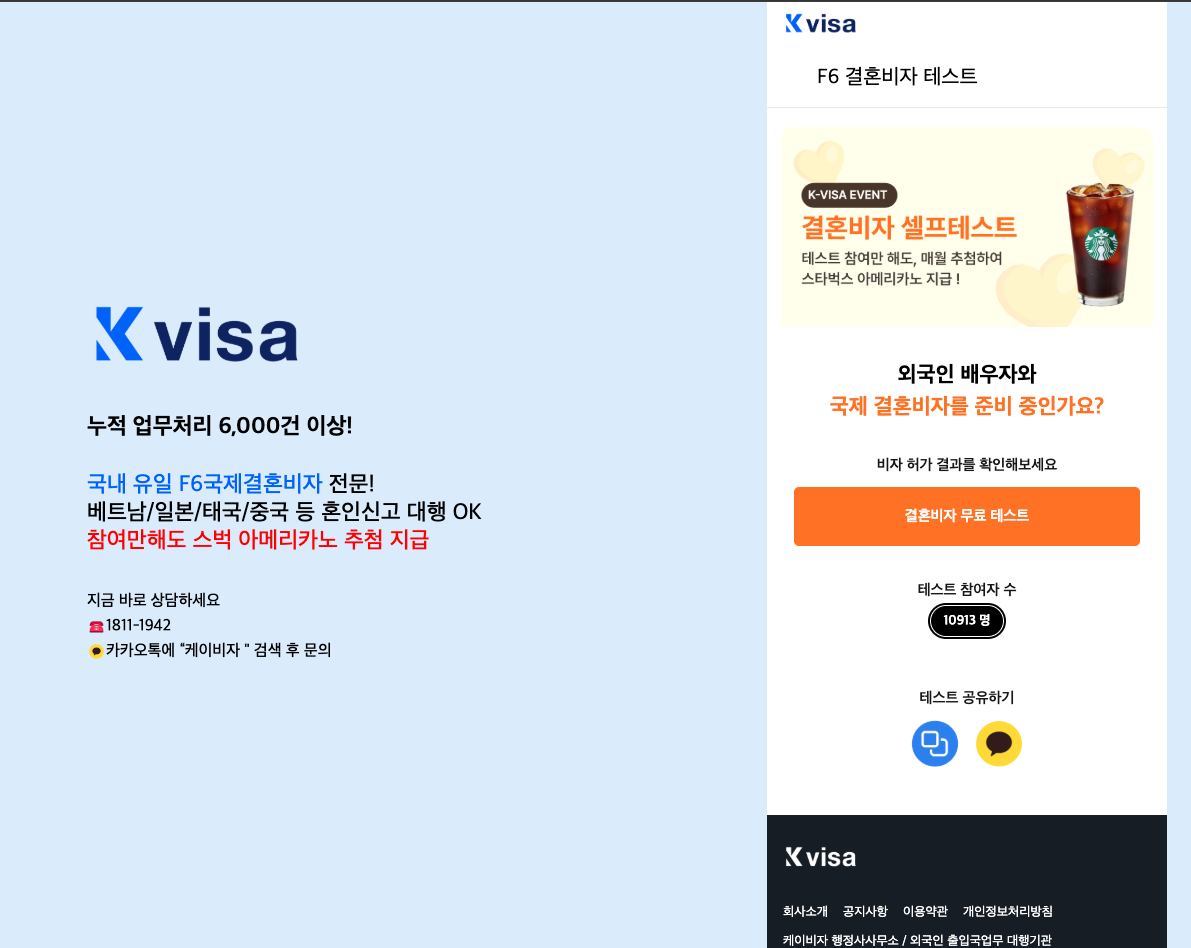 K visa
누적 업무처리 6,000건 이상!
국내 유일 F6국제결혼비자 전문!
베트남/일본/태국/중국 등 혼인신고 대행 OK
참여만해도 스벅 아메리카노 추첨 지급
지금 바로 상담하세요
☎️1811-1942
카카오톡에 "케이비자 " 검색 후 문의
K visa
F6 결혼비자 테스트
K-VISA EVENT
결혼비자 셀프테스트
테스트 참여만 해도, 매월 추첨하여
스타벅스 아메리카노 지급 !
외국인 배우자와
국제 결혼비자를 준비 중인가요?
비자 허가 결과를 확인해보세요
결혼비자 무료 테스트
테스트 참여자 수
10913 명
테스트 공유하기
K visa
회사소개 공지사항 이용약관 개인정보처리방침
케이비자 행정사사무소 / 외국인 출입국업무 대행기관